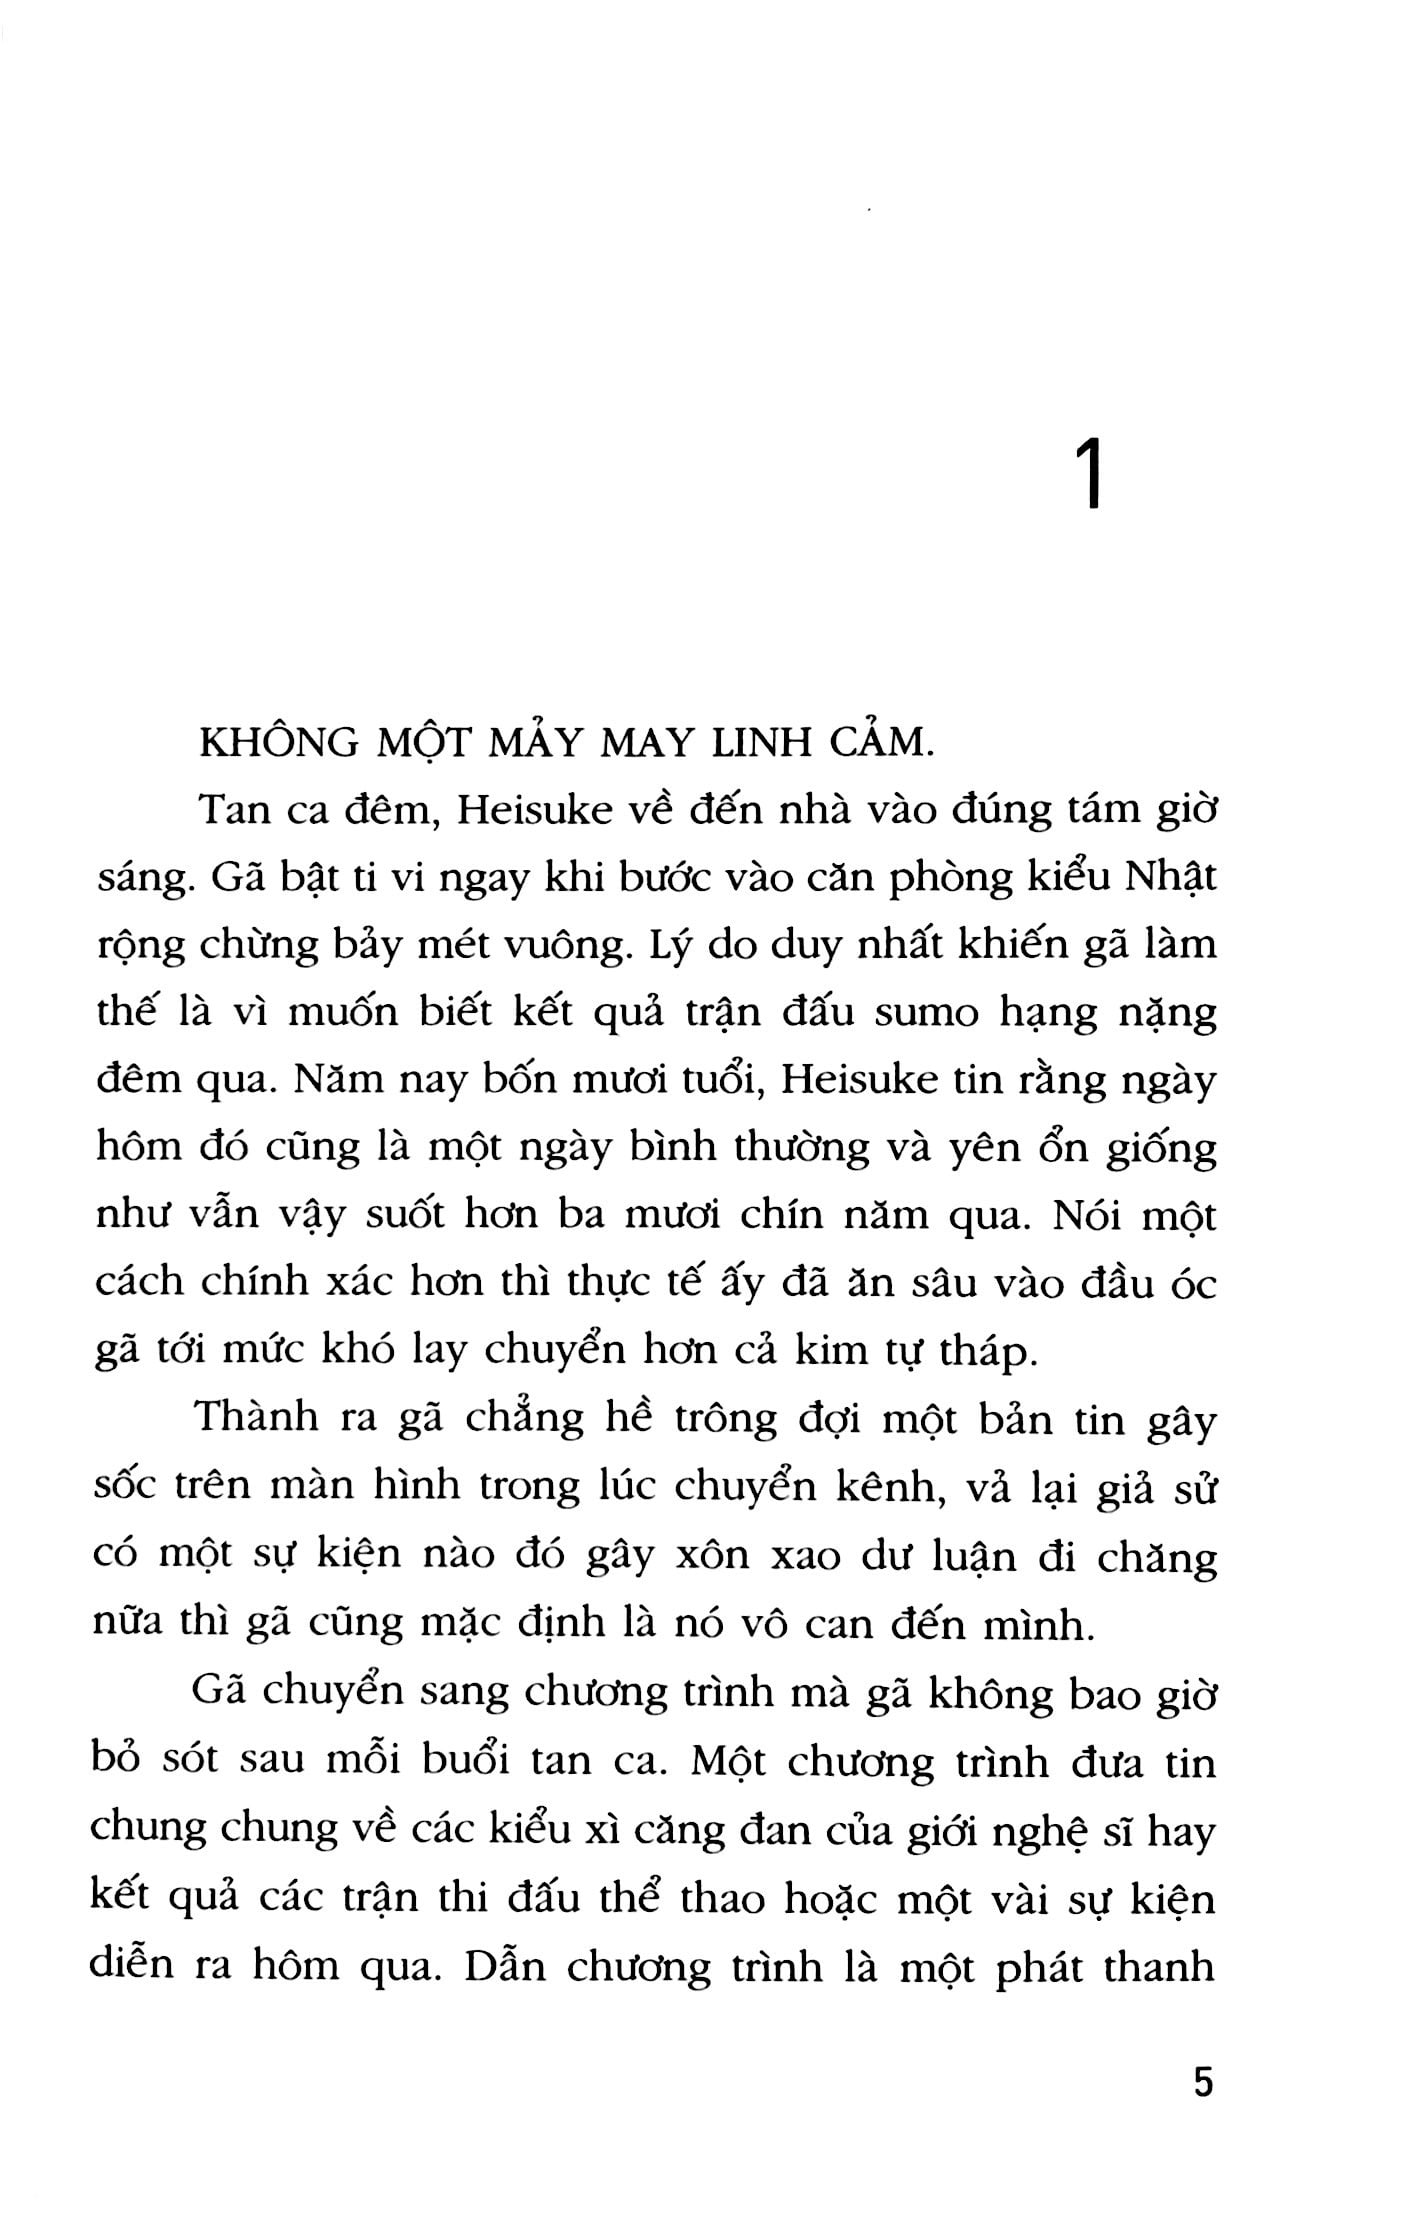 1
KHÔNG MỘT MẢY MAY LINH CẢM.
Tan ca đêm, Heisuke về đến nhà vào đúng tám giờ
sáng. Gã bật ti vi ngay khi bước vào căn phòng kiểu Nhật
rộng chừng bảy mét vuông. Lý do duy nhất khiến gã làm
thế là vì muốn biết kết quả trận đấu sumo hạng nặng
đêm qua. Năm nay bốn mươi tuổi, Heisuke tin rằng ngày
hôm đó cũng là một ngày bình thường và yên ổn giống
như vẫn vậy suốt hơn ba mươi chín năm qua. Nói một
cách chính xác hơn thì thực tế ấy đã ăn sâu vào đầu óc
gã tới mức khó lay chuyển hơn cả kim tự tháp.
Thành ra gã chẳng hề trông đợi một bản tin gây
sốc trên màn hình trong lúc chuyển kênh, vả lại giả sử
có một sự kiện nào đó gây xôn xao dư luận đi chăng
nữa thì gã cũng mặc định là nó vô can đến mình.
Gã chuyển sang chương trình mà gã không bao giờ
bỏ sót sau mỗi buổi tan ca. Một chương trình đưa tin
chung chung về các kiểu xì căng đan của giới nghệ sĩ hay
kết quả các trận thi đấu thể thao hoặc một vài sự kiện
diễn ra hôm qua. Dẫn chương trình là một phát thanh
5